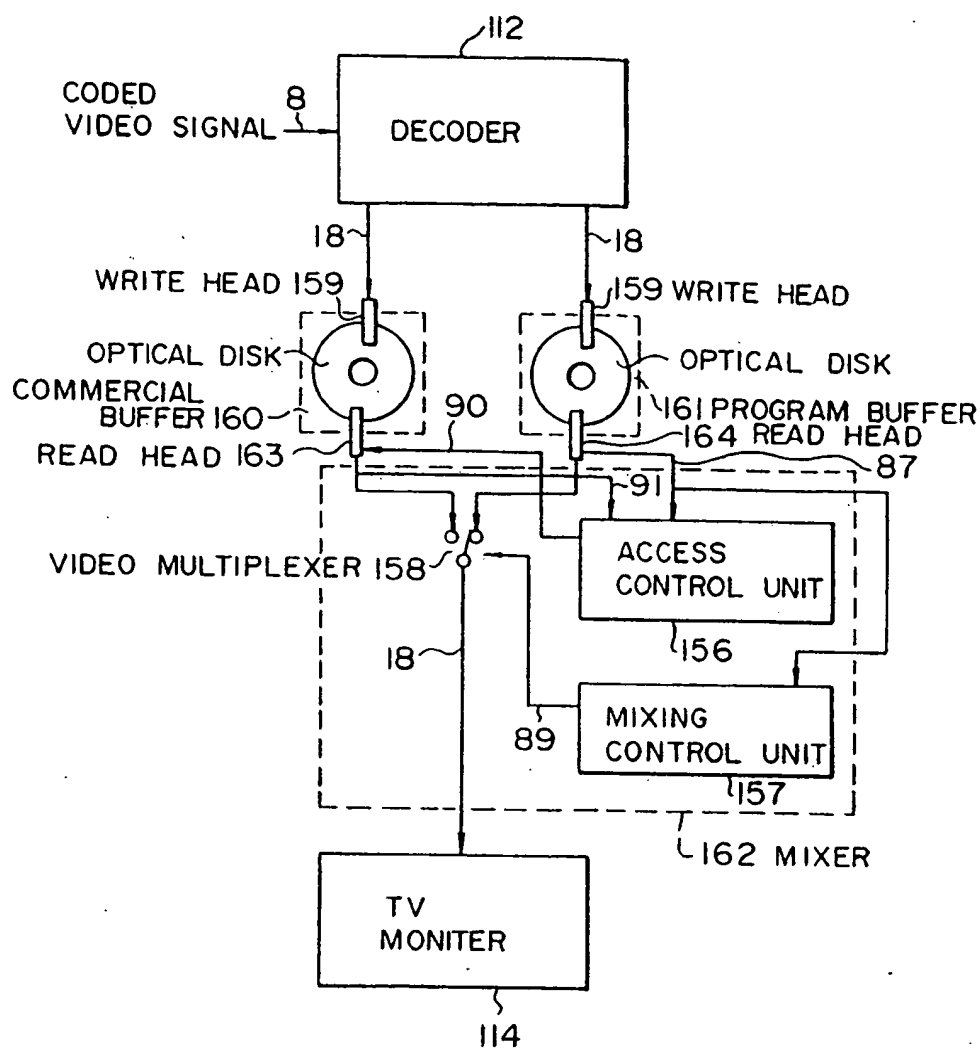 112
CODED
VIDEO SIGNAL
8
DECODER
18
18
WRITE HEAD 159
159 WRITE HEAD
OPTICAL DISK
OPTICAL DISK
COMMERCIAL
BUFFER 160
90
161 PROGRAM BUFFER
READ HEAD 163
164 READ HEAD
87
91
VIDEO MULTIPLEXER 158
ACCESS
CONTROL UNIT
156
18
89
MIXING
CONTROL UNIT
157
162 MIXER
TV
MONITER
114